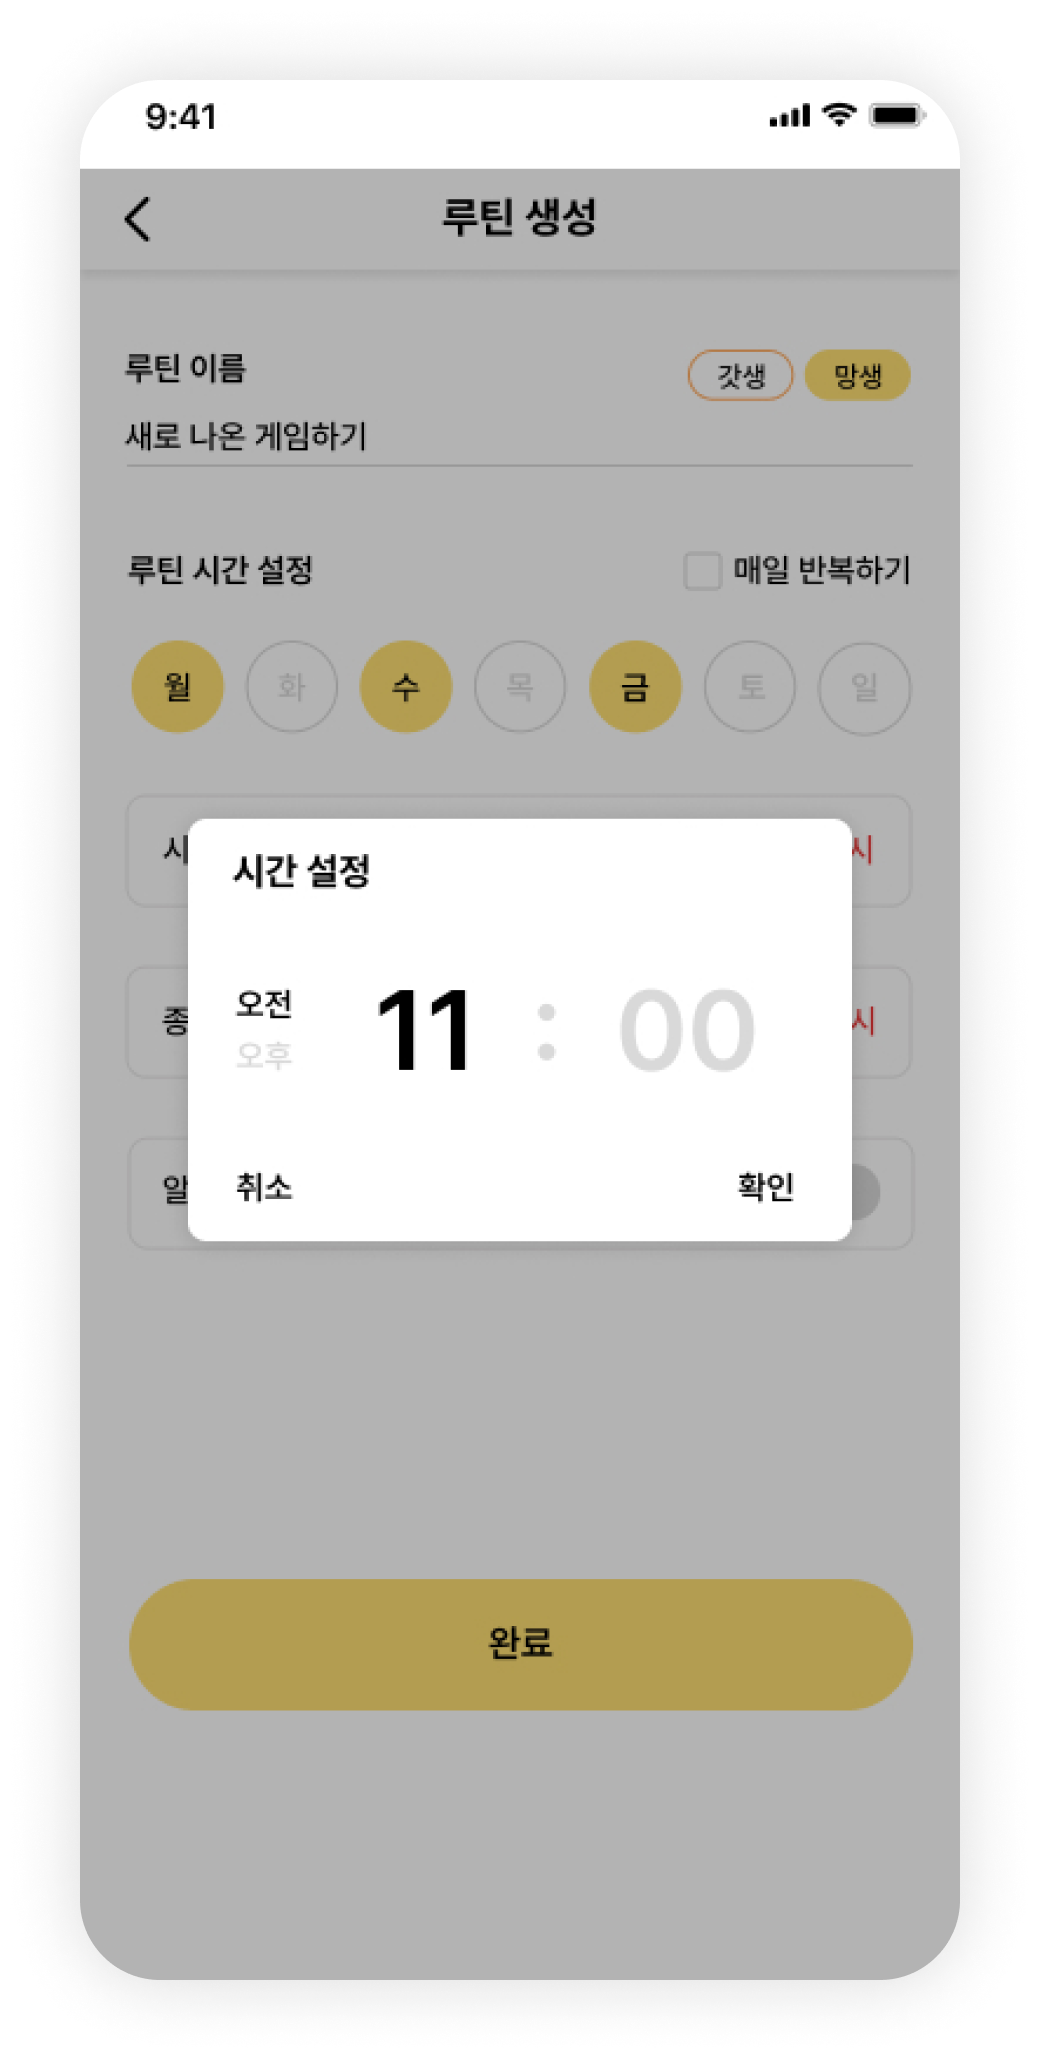 9:41
루틴 생성
루틴 이름
갓생 망생
새로 나온 게임하기
루틴 시간 설정 매일 반복하기
월 화 수 목 금 토 일
시 시
시간 설정
종 시
오전 11 : 00
오후
알
취소 확인
완료